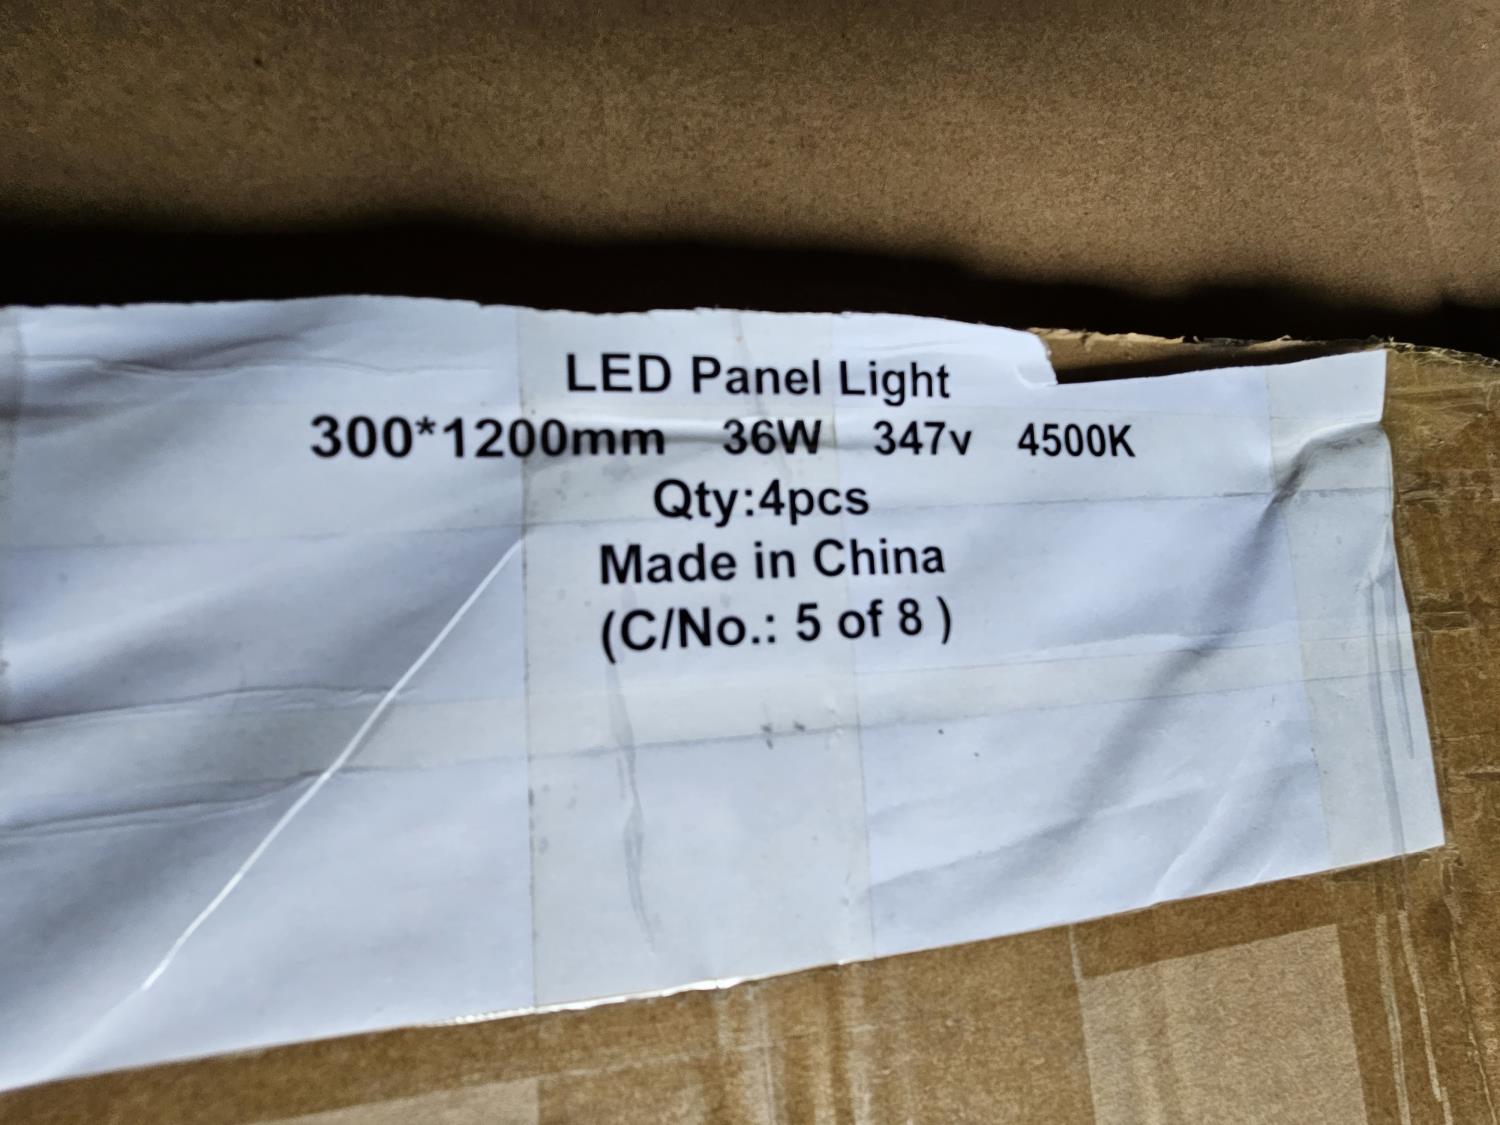 LED Panel Light
300*1200mm 36W 347v 4500K
Qty:4pcs
Made in China
(C/No.: 5 of 8 )